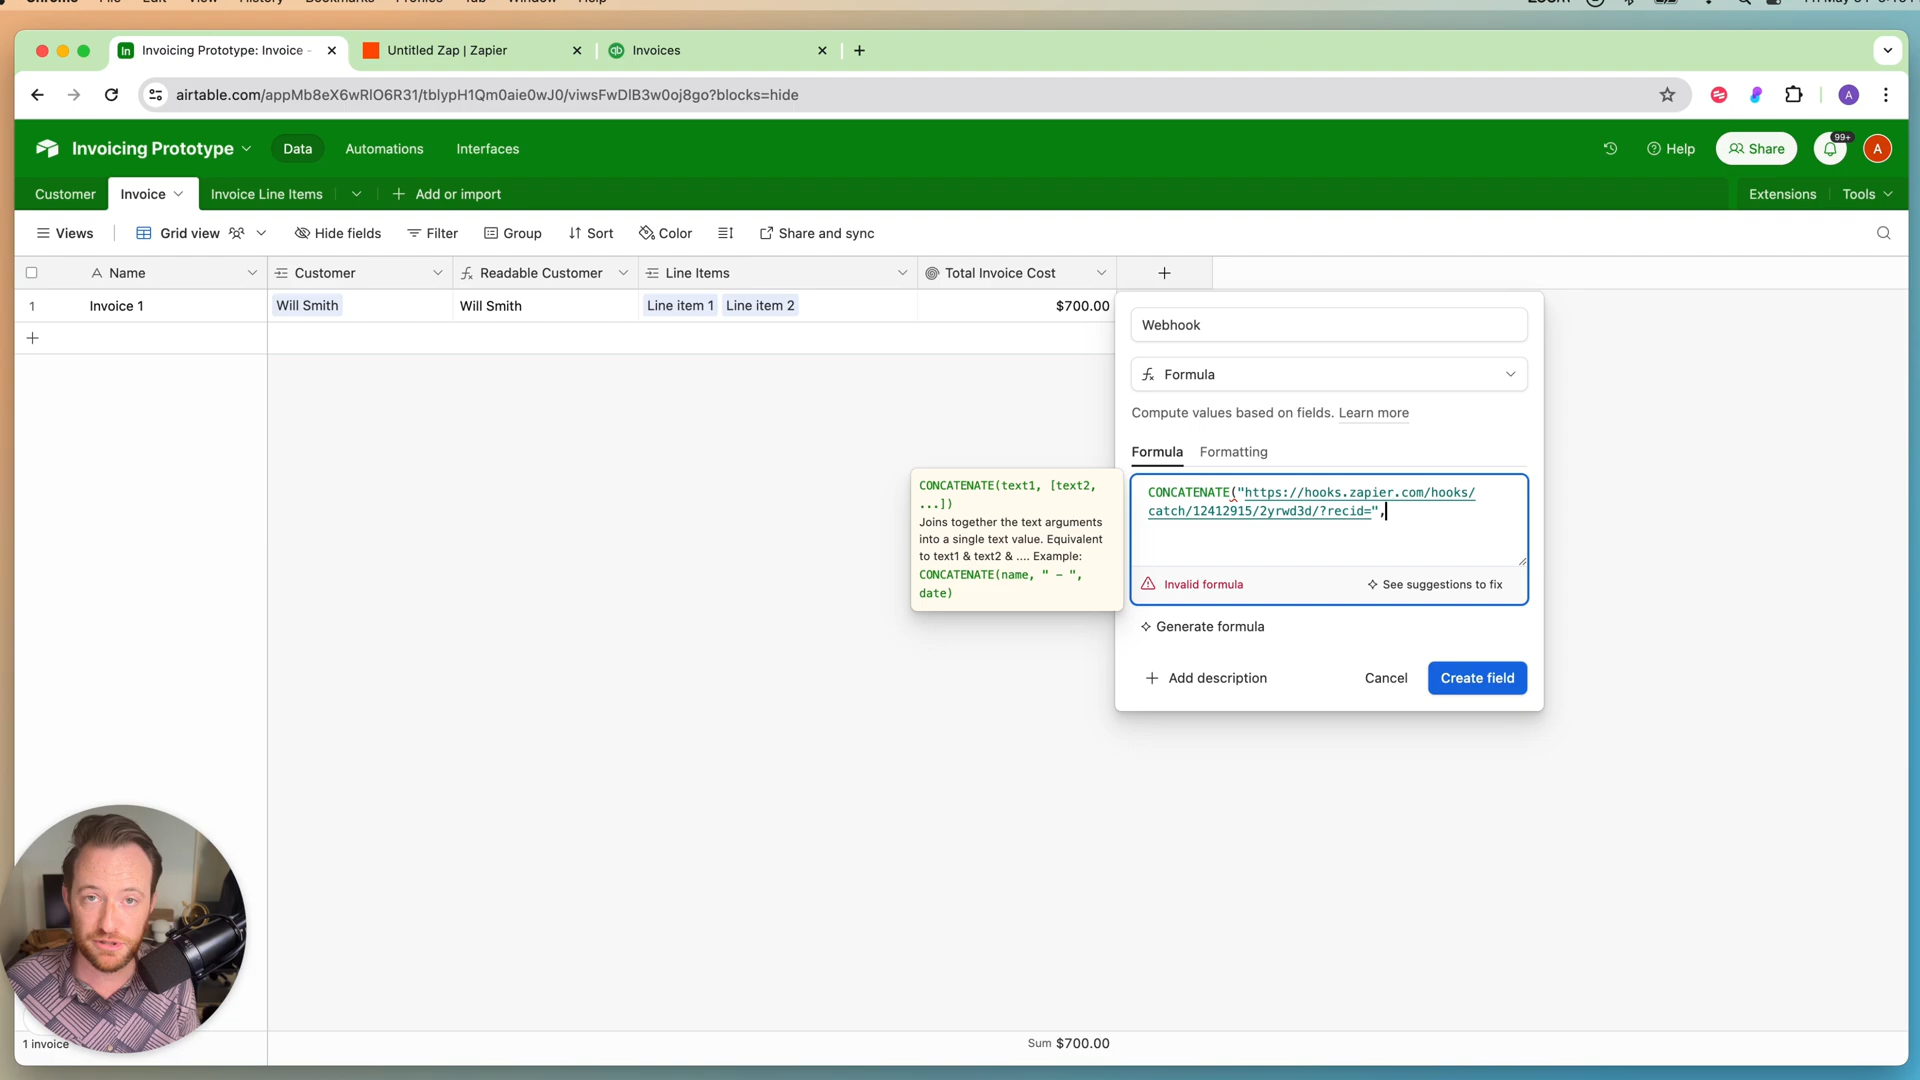 Invoicing Prototype: Invoice -
Untitled Zap | Zapier
Invoices
airtable.com/appMb8eX6wRlO6R31/tblypH1Qm0aie0wJ0/viwsFwDlB3w0oj8go?blocks=hide
Invoicing Prototype
Data
Automations
Interfaces
Help
Share
99+
A
Customer
Invoice
Invoice Line Items
Add or import
Extensions
Tools
Views
Grid view
Hide fields
Filter
Group
Sort
Color
Share and sync
Name
Customer
Readable Customer
Line Items
Total Invoice Cost
1
Invoice 1
Will Smith
Will Smith
Line item 1
Line item 2
$700.00
Webhook
Formula
Compute values based on fields. Learn more
Formula
Formatting
CONCATENATE("https://hooks.zapier.com/hooks/
catch/12412915/2yrwd3d/?recid=",
CONCATENATE(text1, [text2,
...])
Joins together the text arguments
into a single text value. Equivalent
to text1 & text2 & .... Example:
CONCATENATE(name, " – ",
date)
Invalid formula
See suggestions to fix
Generate formula
Add description
Cancel
Create field
1 invoice
Sum $700.00